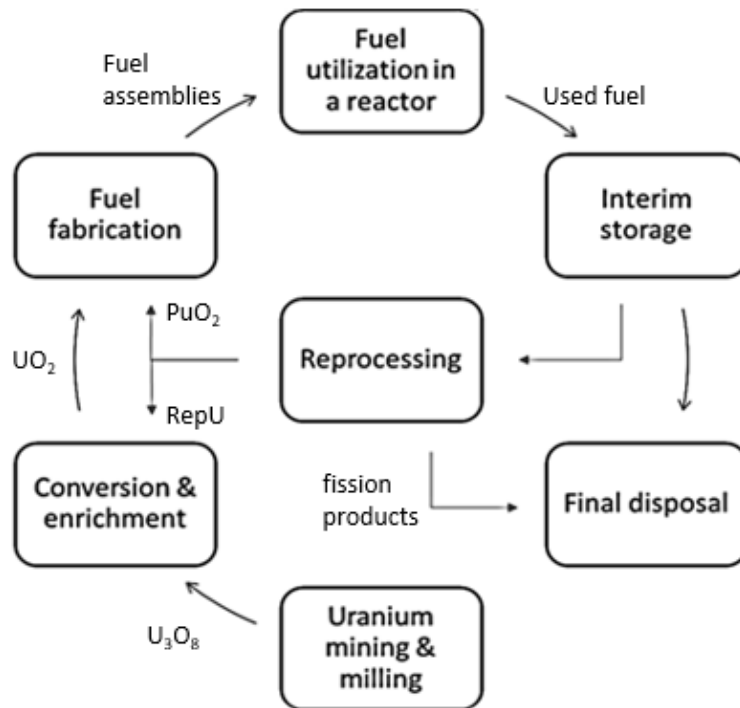 Fuel
utilization in
a reactor
Fuel
assemblies
Used fuel
Fuel
fabrication
Interim
storage
PuO₂
UO₂
Reprocessing
RepU
Conversion &
enrichment
fission
products
Final disposal
U₃O₈
Uranium
mining &
milling